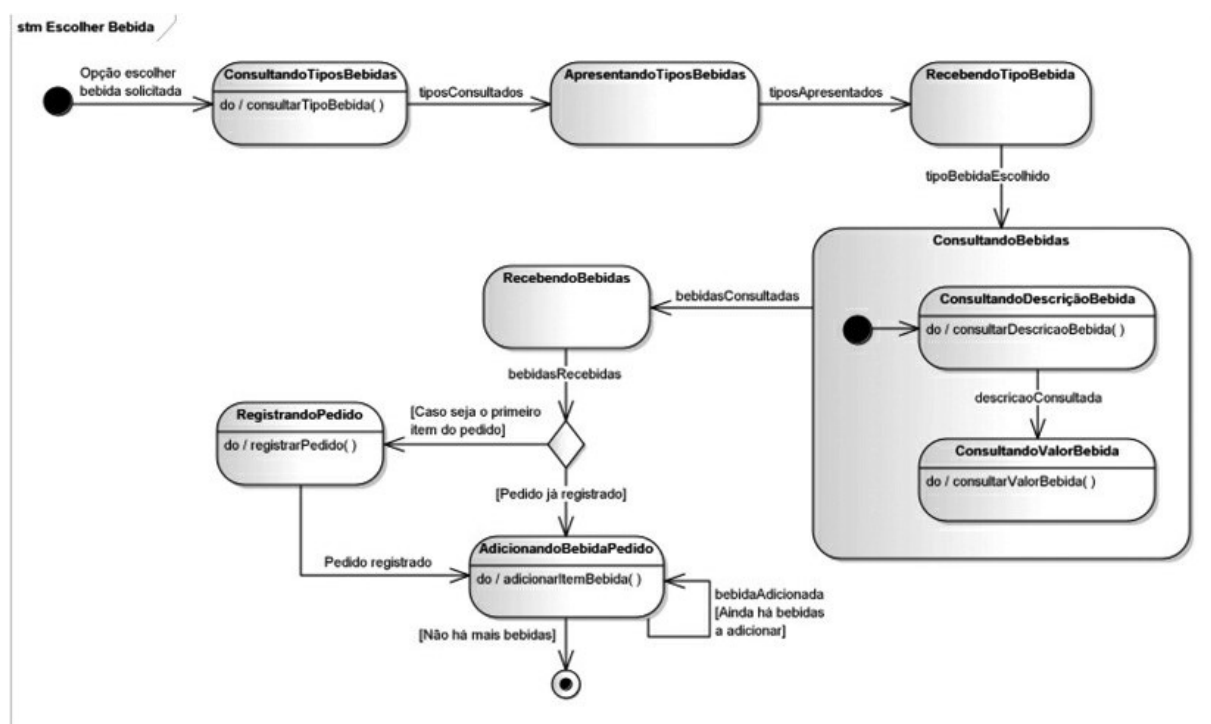 stm Escolher Bebida
Opção escolher
bebida solicitada
ConsultandoTiposBebidas
do / consultarTipoBebida( )
tiposConsultados
ApresentandoTiposBebidas
tiposApresentados
RecebendoTipoBebida
tipoBebidaEscolhido
ConsultandoBebidas
ConsultandoDescriçãoBebida
do / consultarDescricaoBebida( )
descricaoConsultada
ConsultandoValorBebida
do / consultarValorBebida( )
bebidasConsultadas
RecebendoBebidas
bebidasRecebidas
[Caso seja o primeiro
item do pedido]
RegistrandoPedido
do / registrarPedido( )
[Pedido já registrado]
Pedido registrado
AdicionandoBebidaPedido
do / adicionarItemBebida( )
bebidaAdicionada
[Ainda há bebidas
a adicionar]
[Não há mais bebidas]